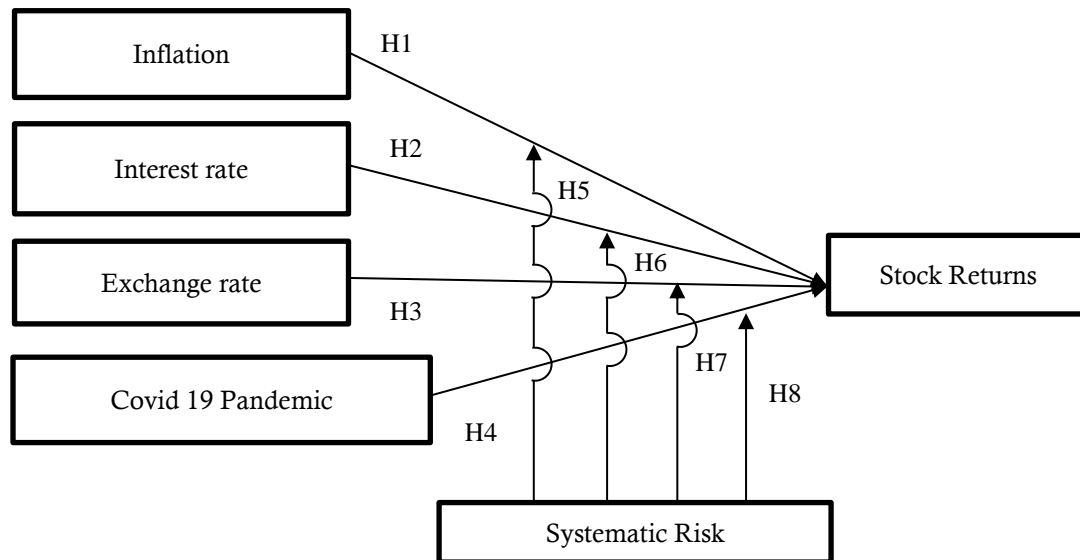 Inflation
H1
Interest rate
H2
H5
Exchange rate
H6
Stock Returns
H3
H7
Covid 19 Pandemic
H8
H4
Systematic Risk